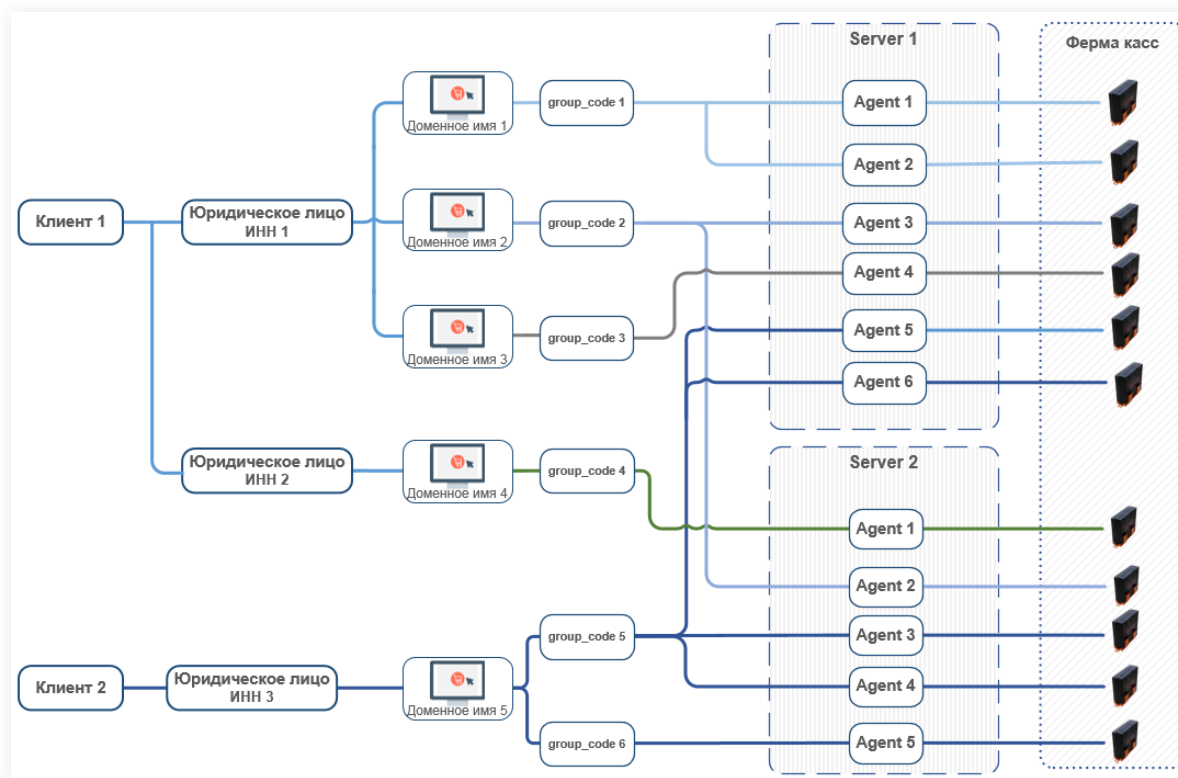 Server 1
Ферма касс
Доменное имя 1
group_code 1
Agent 1
Agent 2
Клиент 1
Юридическое лицо
ИНН 1
Доменное имя 2
group_code 2
Agent 3
Agent 4
Доменное имя 3
group_code 3
Agent 5
Agent 6
Юридическое лицо
ИНН 2
Доменное имя 4
group_code 4
Server 2
Agent 1
Agent 2
group_code 5
Agent 3
Клиент 2
Юридическое лицо
ИНН 3
Доменное имя 5
Agent 4
group_code 6
Agent 5